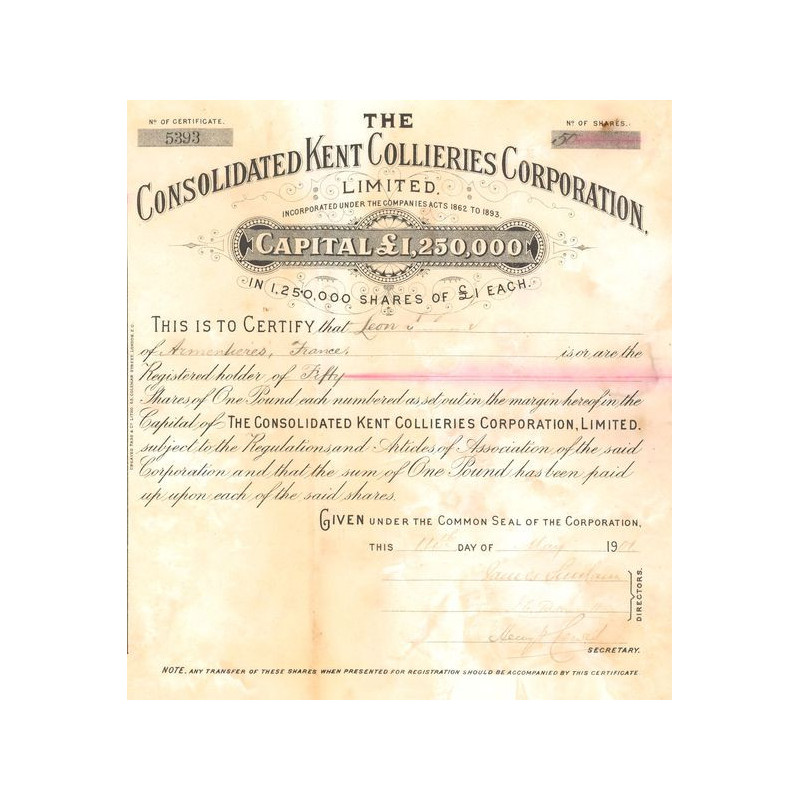 No OF CERTIFICATE.
5393
No OF SHARES.
50
THE
CONSOLIDATED KENT COLLIERIES CORPORATION,
LIMITED.
INCORPORATED UNDER THE COMPANIES ACTS 1862 TO 1893.
CAPITAL £1,250,000
IN 1,250,000 SHARES OF £1 EACH.
THIS IS TO CERTIFY that Leon
of Armentieres, France, is or are the
Registered holder of Fifty
Shares of One Pound each numbered as set out in the margin hereof in the
Capital of THE CONSOLIDATED KENT COLLIERIES CORPORATION, LIMITED.
subject to the Regulations and Articles of Association of the said
Corporation and that the sum of One Pound has been paid
up upon each of the said shares.
GIVEN UNDER THE COMMON SEAL OF THE CORPORATION,
THIS 11th DAY OF May 1901
DIRECTORS.
SECRETARY.
NOTE. ANY TRANSFER OF THESE SHARES WHEN PRESENTED FOR REGISTRATION SHOULD BE ACCOMPANIED BY THIS CERTIFICATE